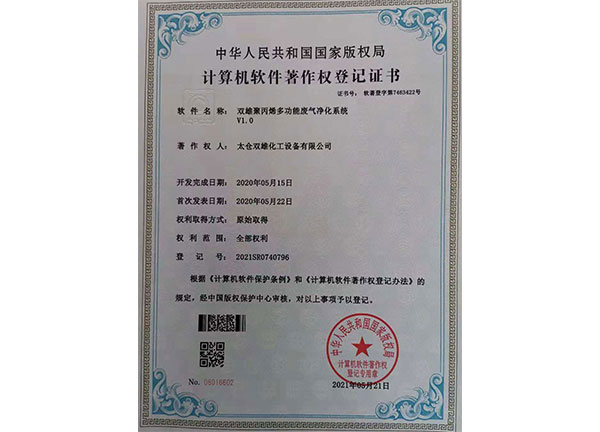 中华人民共和国国家版权局
计算机软件著作权登记证书
证书号： 软著登字第7463422号
软件名称： 双雄聚丙烯多功能废气净化系统
V1.0
著作权人： 太仓双雄化工设备有限公司
开发完成日期： 2020年05月15日
首次发表日期： 2020年05月22日
权利取得方式： 原始取得
权利范围： 全部权利
登记号： 2021SR0740796
根据《计算机软件保护条例》和《计算机软件著作权登记办法》的
规定，经中国版权保护中心审核，对以上事项予以登记。
中华人民共和国国家版权局
计算机软件著作权
登记专用章
No. 08018602
2021年05月21日